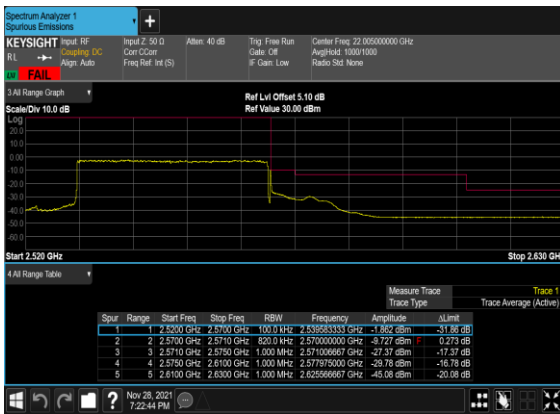 Spectrum Analyzer 1
Spurious Emissions
KEYSIGHT
RL
LV
FAIL
Input: RF
Coupling: DC
Align: Auto
Input Z: 50 Ω
Corr CCorr
Freq Ref: Int (S)
Atten: 40 dB
Trig: Free Run
Gate: Off
IF Gain: Low
Center Freq: 22.005000000 GHz
Avg|Hold: 1000/1000
Radio Std: None
3 All Range Graph
Scale/Div 10.0 dB
Ref Lvl Offset 5.10 dB
Ref Value 30.00 dBm
Log
20.0
10.0
0.00
-10.0
-20.0
-30.0
-40.0
-50.0
-60.0
Start 2.520 GHz
Stop 2.630 GH
4 All Range Table
Measure Trace Trace 1
Trace Type Trace Average (Active)
Spur Range Start Freq Stop Freq RBW Frequency Amplitude ΔLimit
1 1 2.5200 GHz 2.5700 GHz 100.0 kHz 2.539583333 GHz -1.862 dBm -31.86 dB
2 2 2.5700 GHz 2.5710 GHz 820.0 kHz 2.570000000 GHz -9.727 dBm F 0.273 dB
3 3 2.5710 GHz 2.5750 GHz 1.000 MHz 2.571006667 GHz -27.37 dBm -17.37 dB
4 4 2.5750 GHz 2.6100 GHz 1.000 MHz 2.577975000 GHz -29.78 dBm -16.78 dB
5 5 2.6100 GHz 2.6300 GHz 1.000 MHz 2.625566667 GHz -45.08 dBm -20.08 dB
Nov 28, 2021
7:22:44 PM